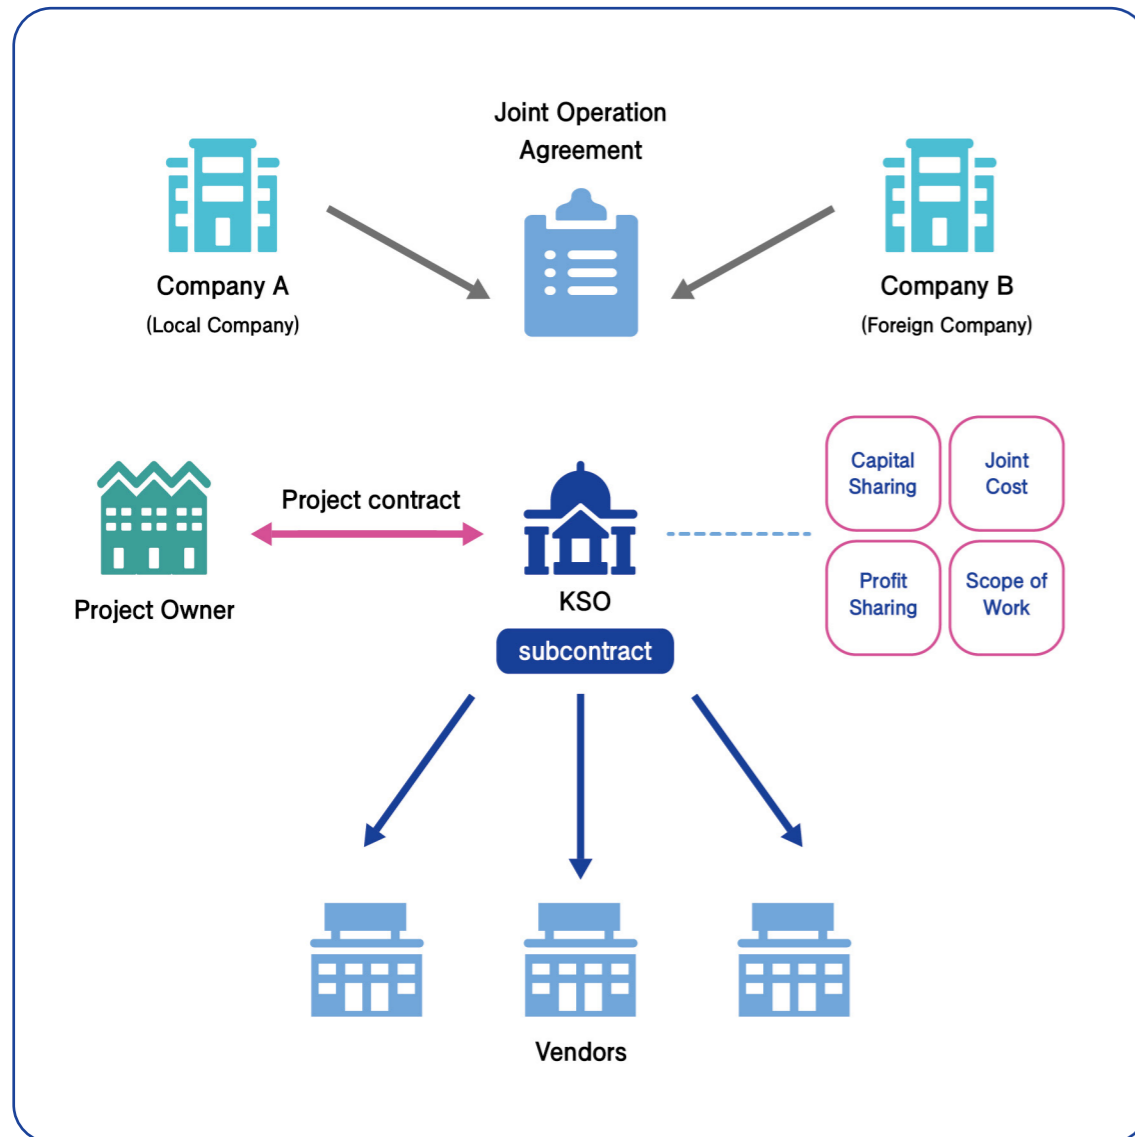 Joint Operation
Agreement
Company A
(Local Company)
Company B
(Foreign Company)
Project contract
Project Owner
KSO
subcontract
Capital
Sharing
Joint
Cost
Profit
Sharing
Scope of
Work
Vendors